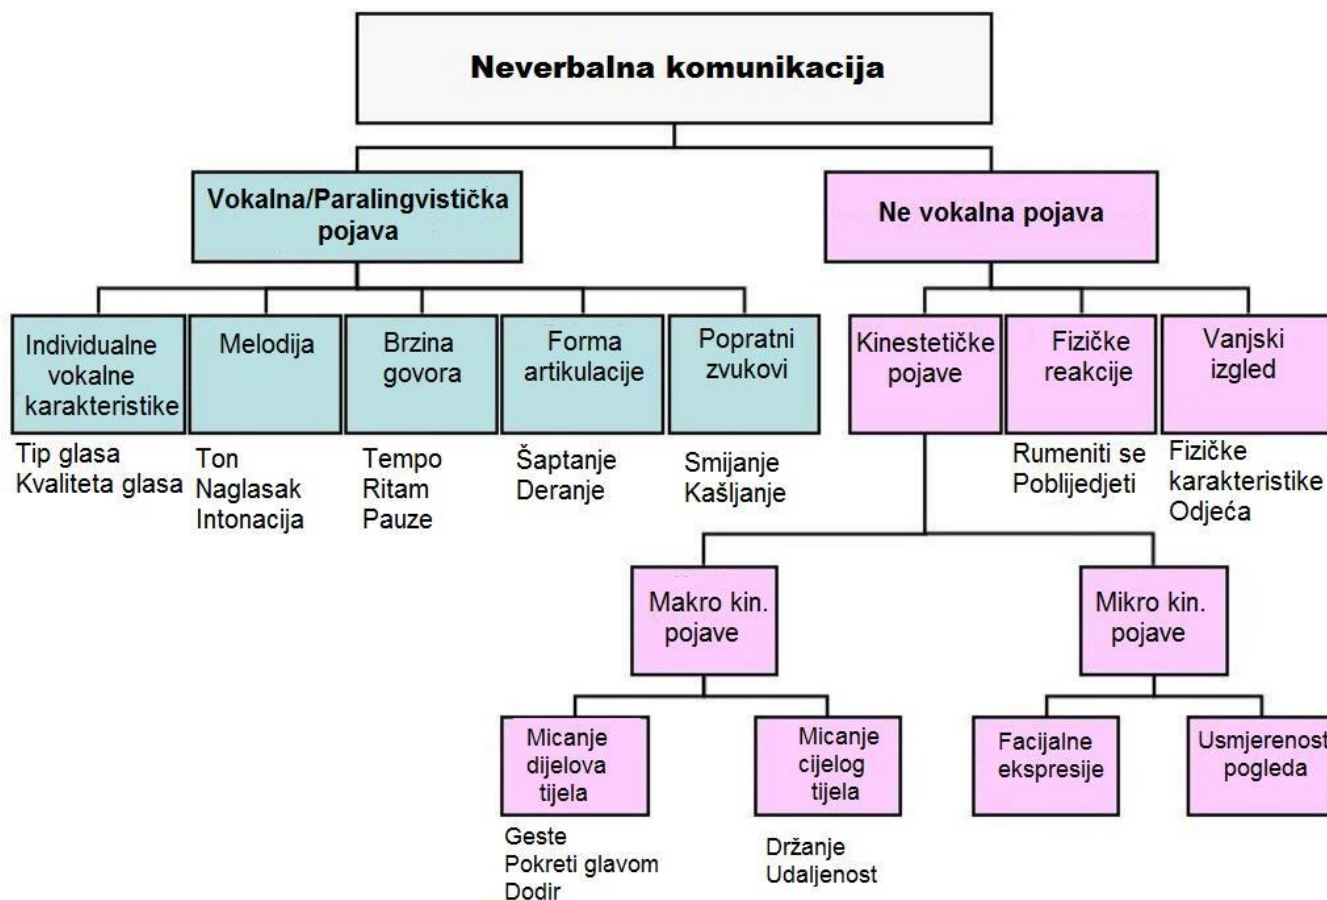 Neverbalna komunikacija
Vokalna/Paralingvistička
pojava
Ne vokalna pojava
Individualne
vokalne
karakteristike
Tip glasa
Kvaliteta glasa
Melodija
Ton
Naglasak
Intonacija
Brzina
govora
Tempo
Ritam
Pauze
Forma
artikulacije
Šaptanje
Deranje
Popratni
zvukovi
Smijanje
Kašljanje
Kinestetičke
pojave
Fizičke
reakcije
Rumeniti se
Poblijedjeti
Vanjski
izgled
Fizičke
karakteristike
Odjeća
Makro kin.
pojave
Mikro kin.
pojave
Micanje
dijelova
tijela
Geste
Pokreti glavom
Dodir
Micanje
cijelog
tijela
Držanje
Udaljenost
Facijalne
ekspresije
Usmjerenost
pogleda